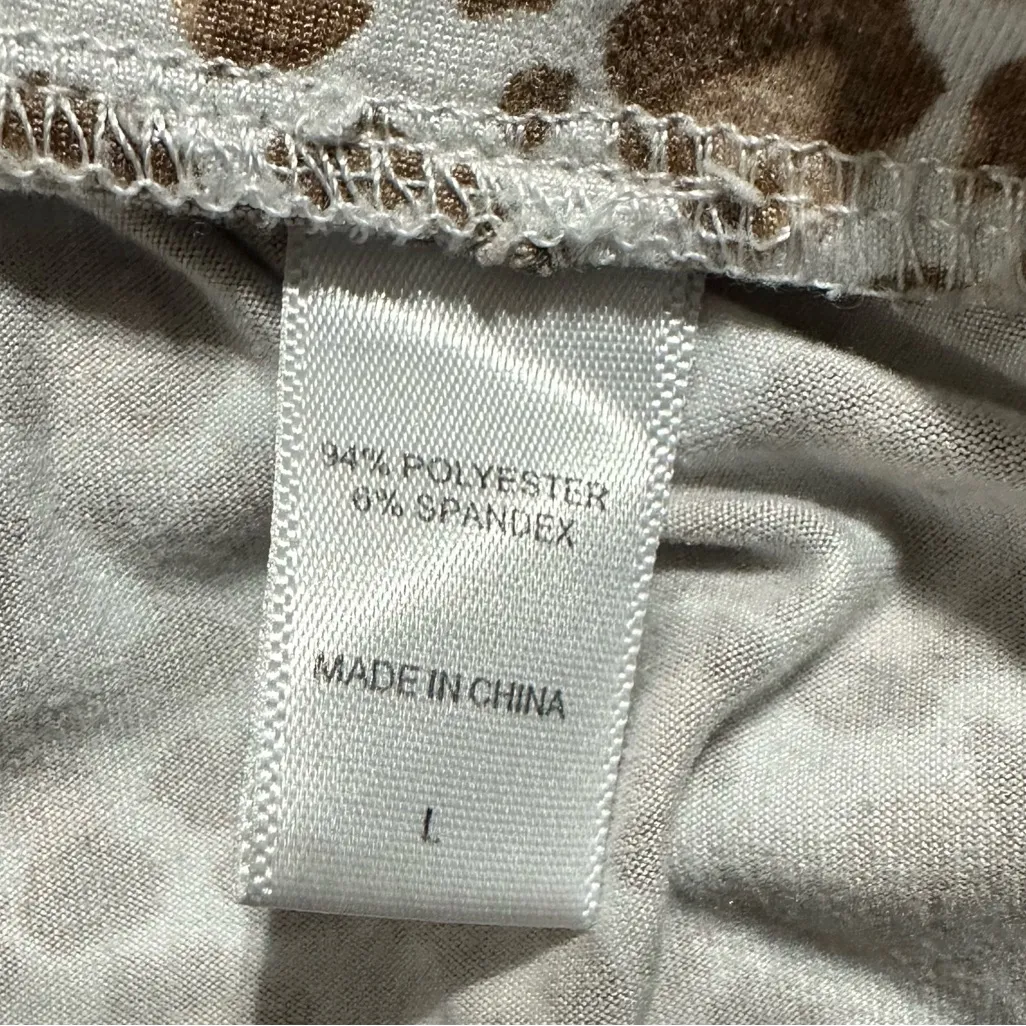 94% POLYESTER
6% SPANDEX
MADE IN CHINA
L